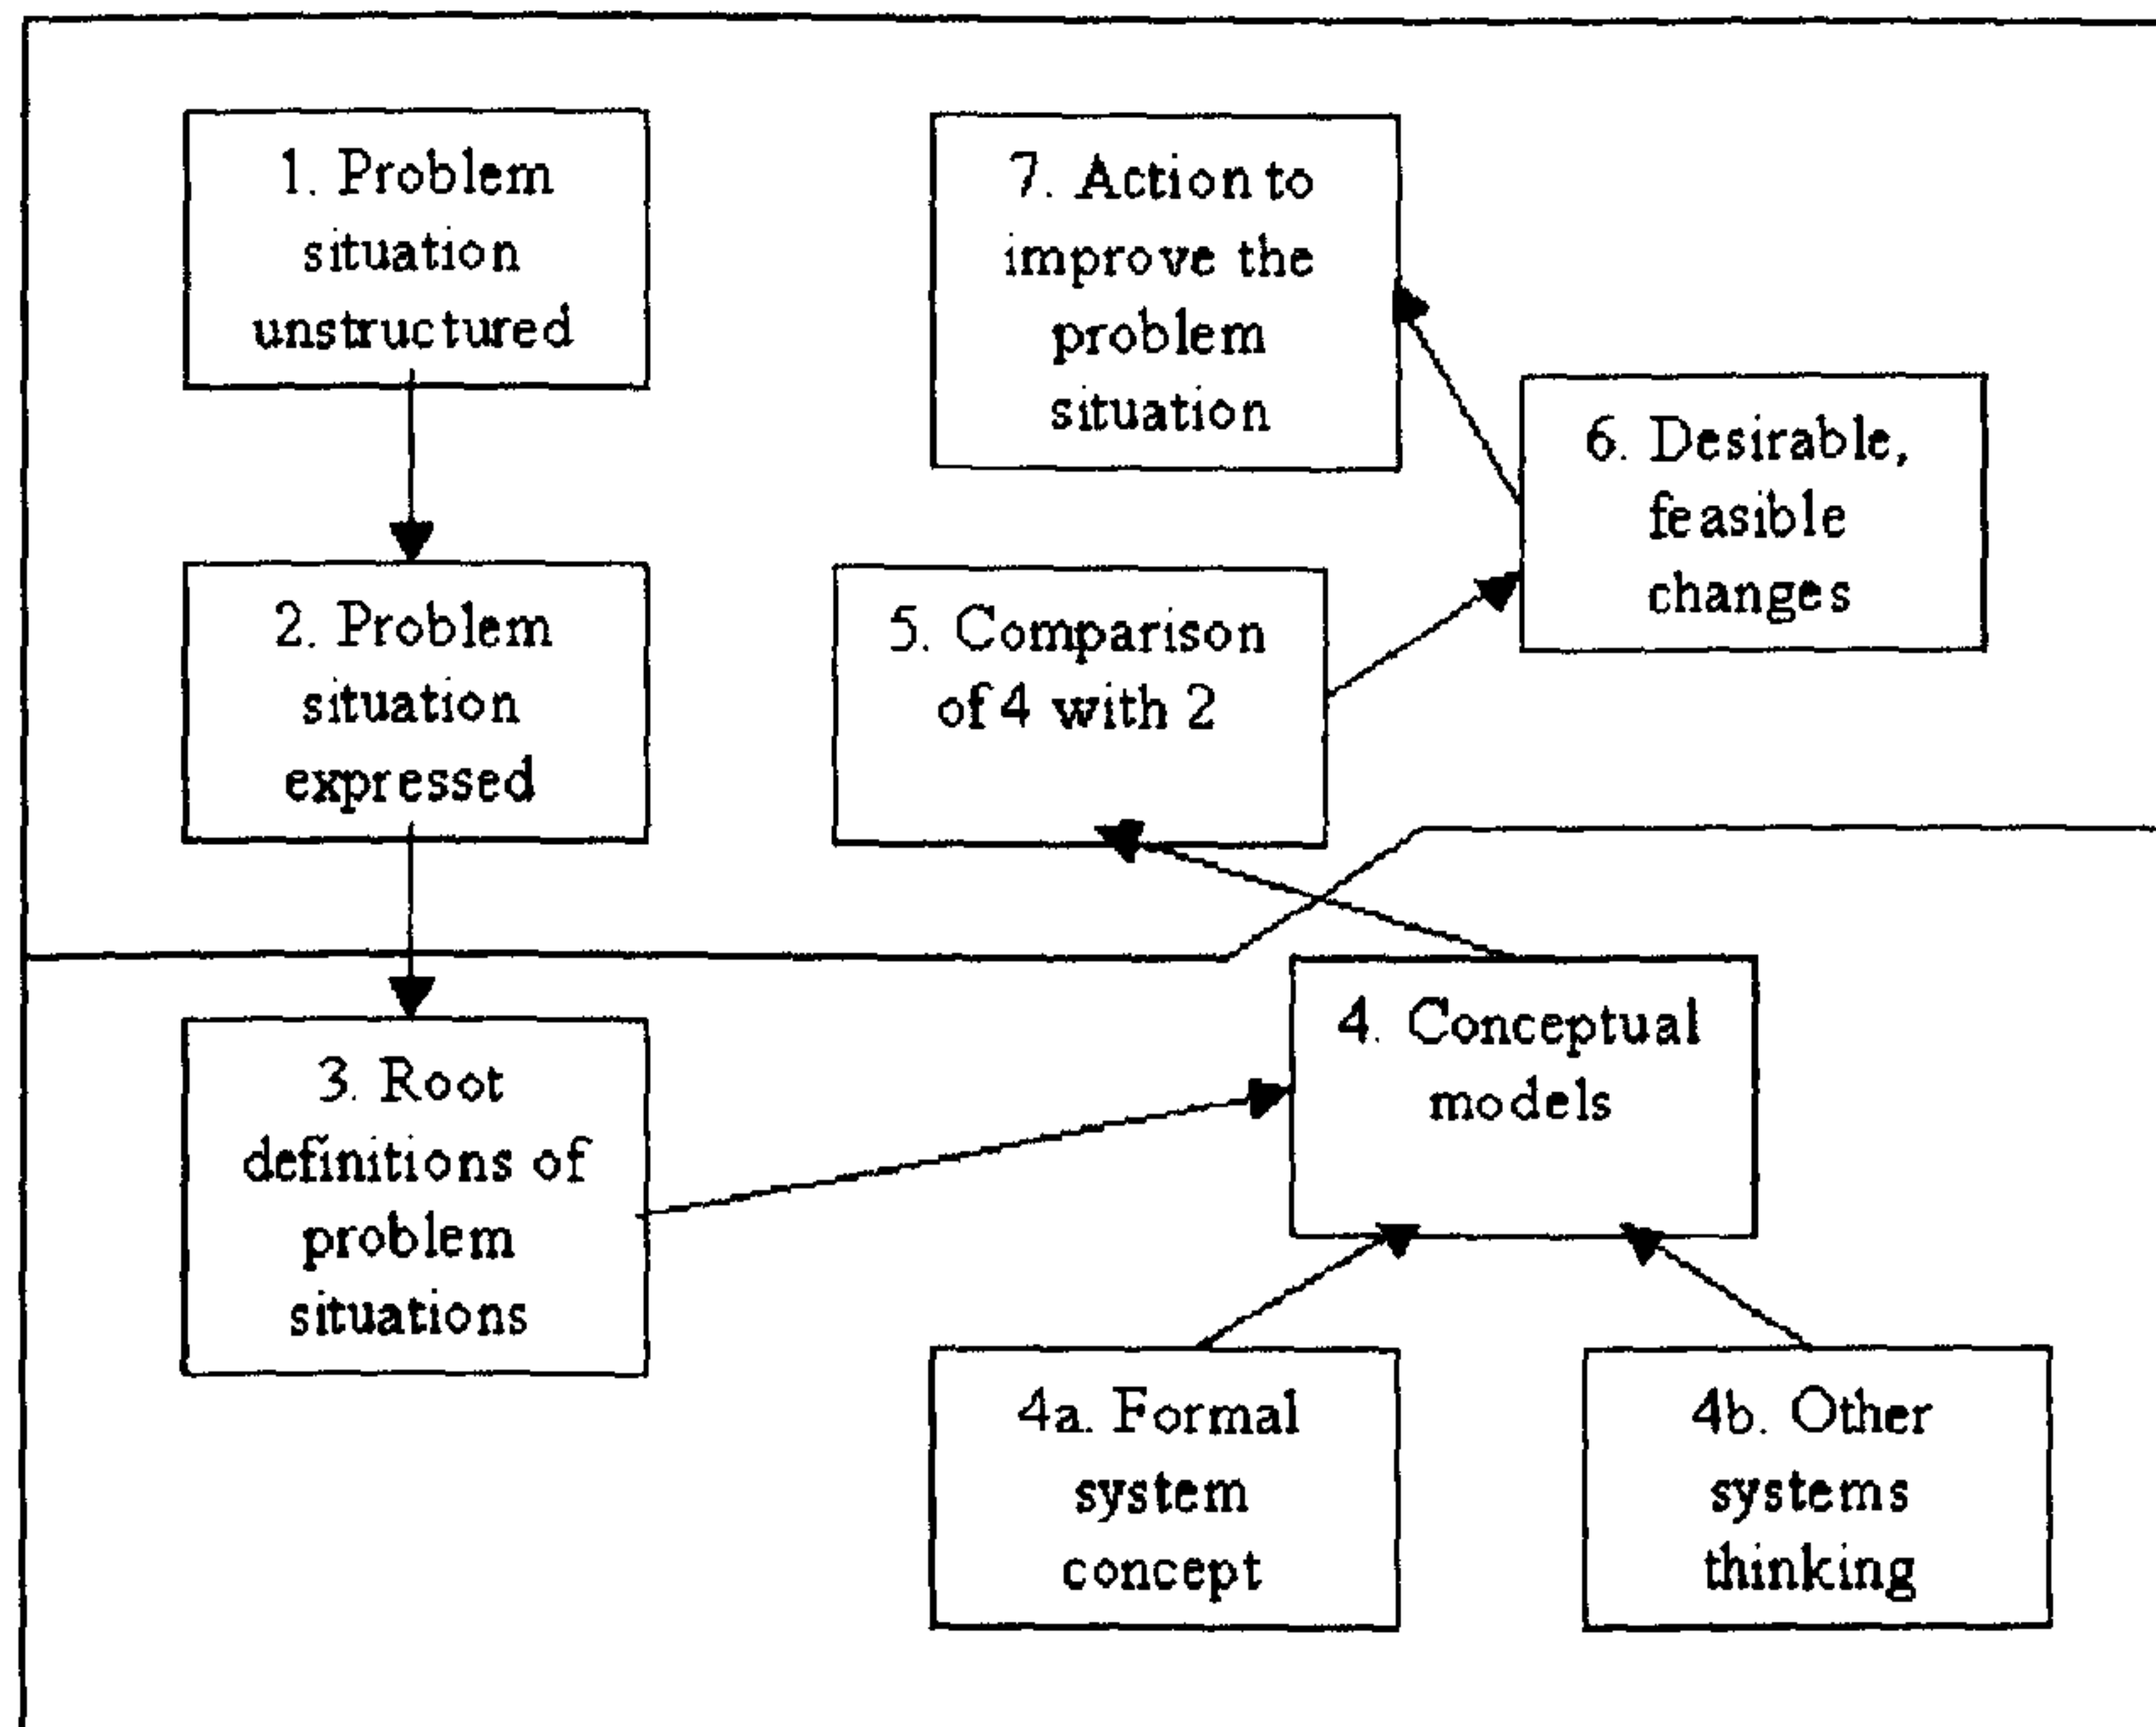 1. Problem
situation
unstructured
2. Problem
situation
expressed
3. Root
definitions of
problem
situations
4. Conceptual
models
4a. Formal
system
concept
4b. Other
systems
thinking
5. Comparison
of 4 with 2
6. Desirable,
feasible
changes
7. Action to
improve the
problem
situation